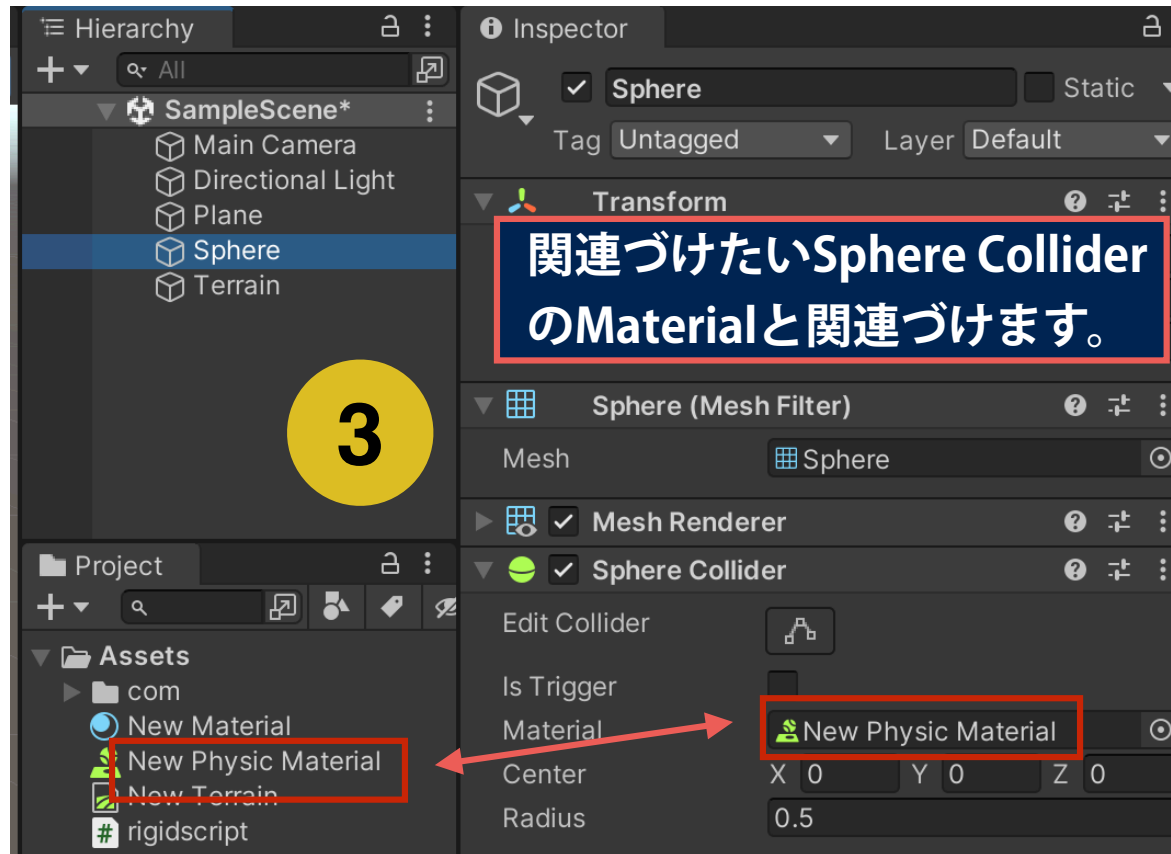 Hierarchy
All
SampleScene*
Main Camera
Directional Light
Plane
Sphere
Terrain
3
Project
Assets
com
New Material
New Physic Material
New Terrain
# rigidscript
Inspector
Sphere
Static
Tag Untagged
Layer Default
Transform
関連づけたいSphere Collider
のMaterialと関連づけます。
Sphere (Mesh Filter)
Mesh
Sphere
Mesh Renderer
Sphere Collider
Edit Collider
Is Trigger
Material
New Physic Material
Center
X 0 Y 0 Z 0
Radius
0.5